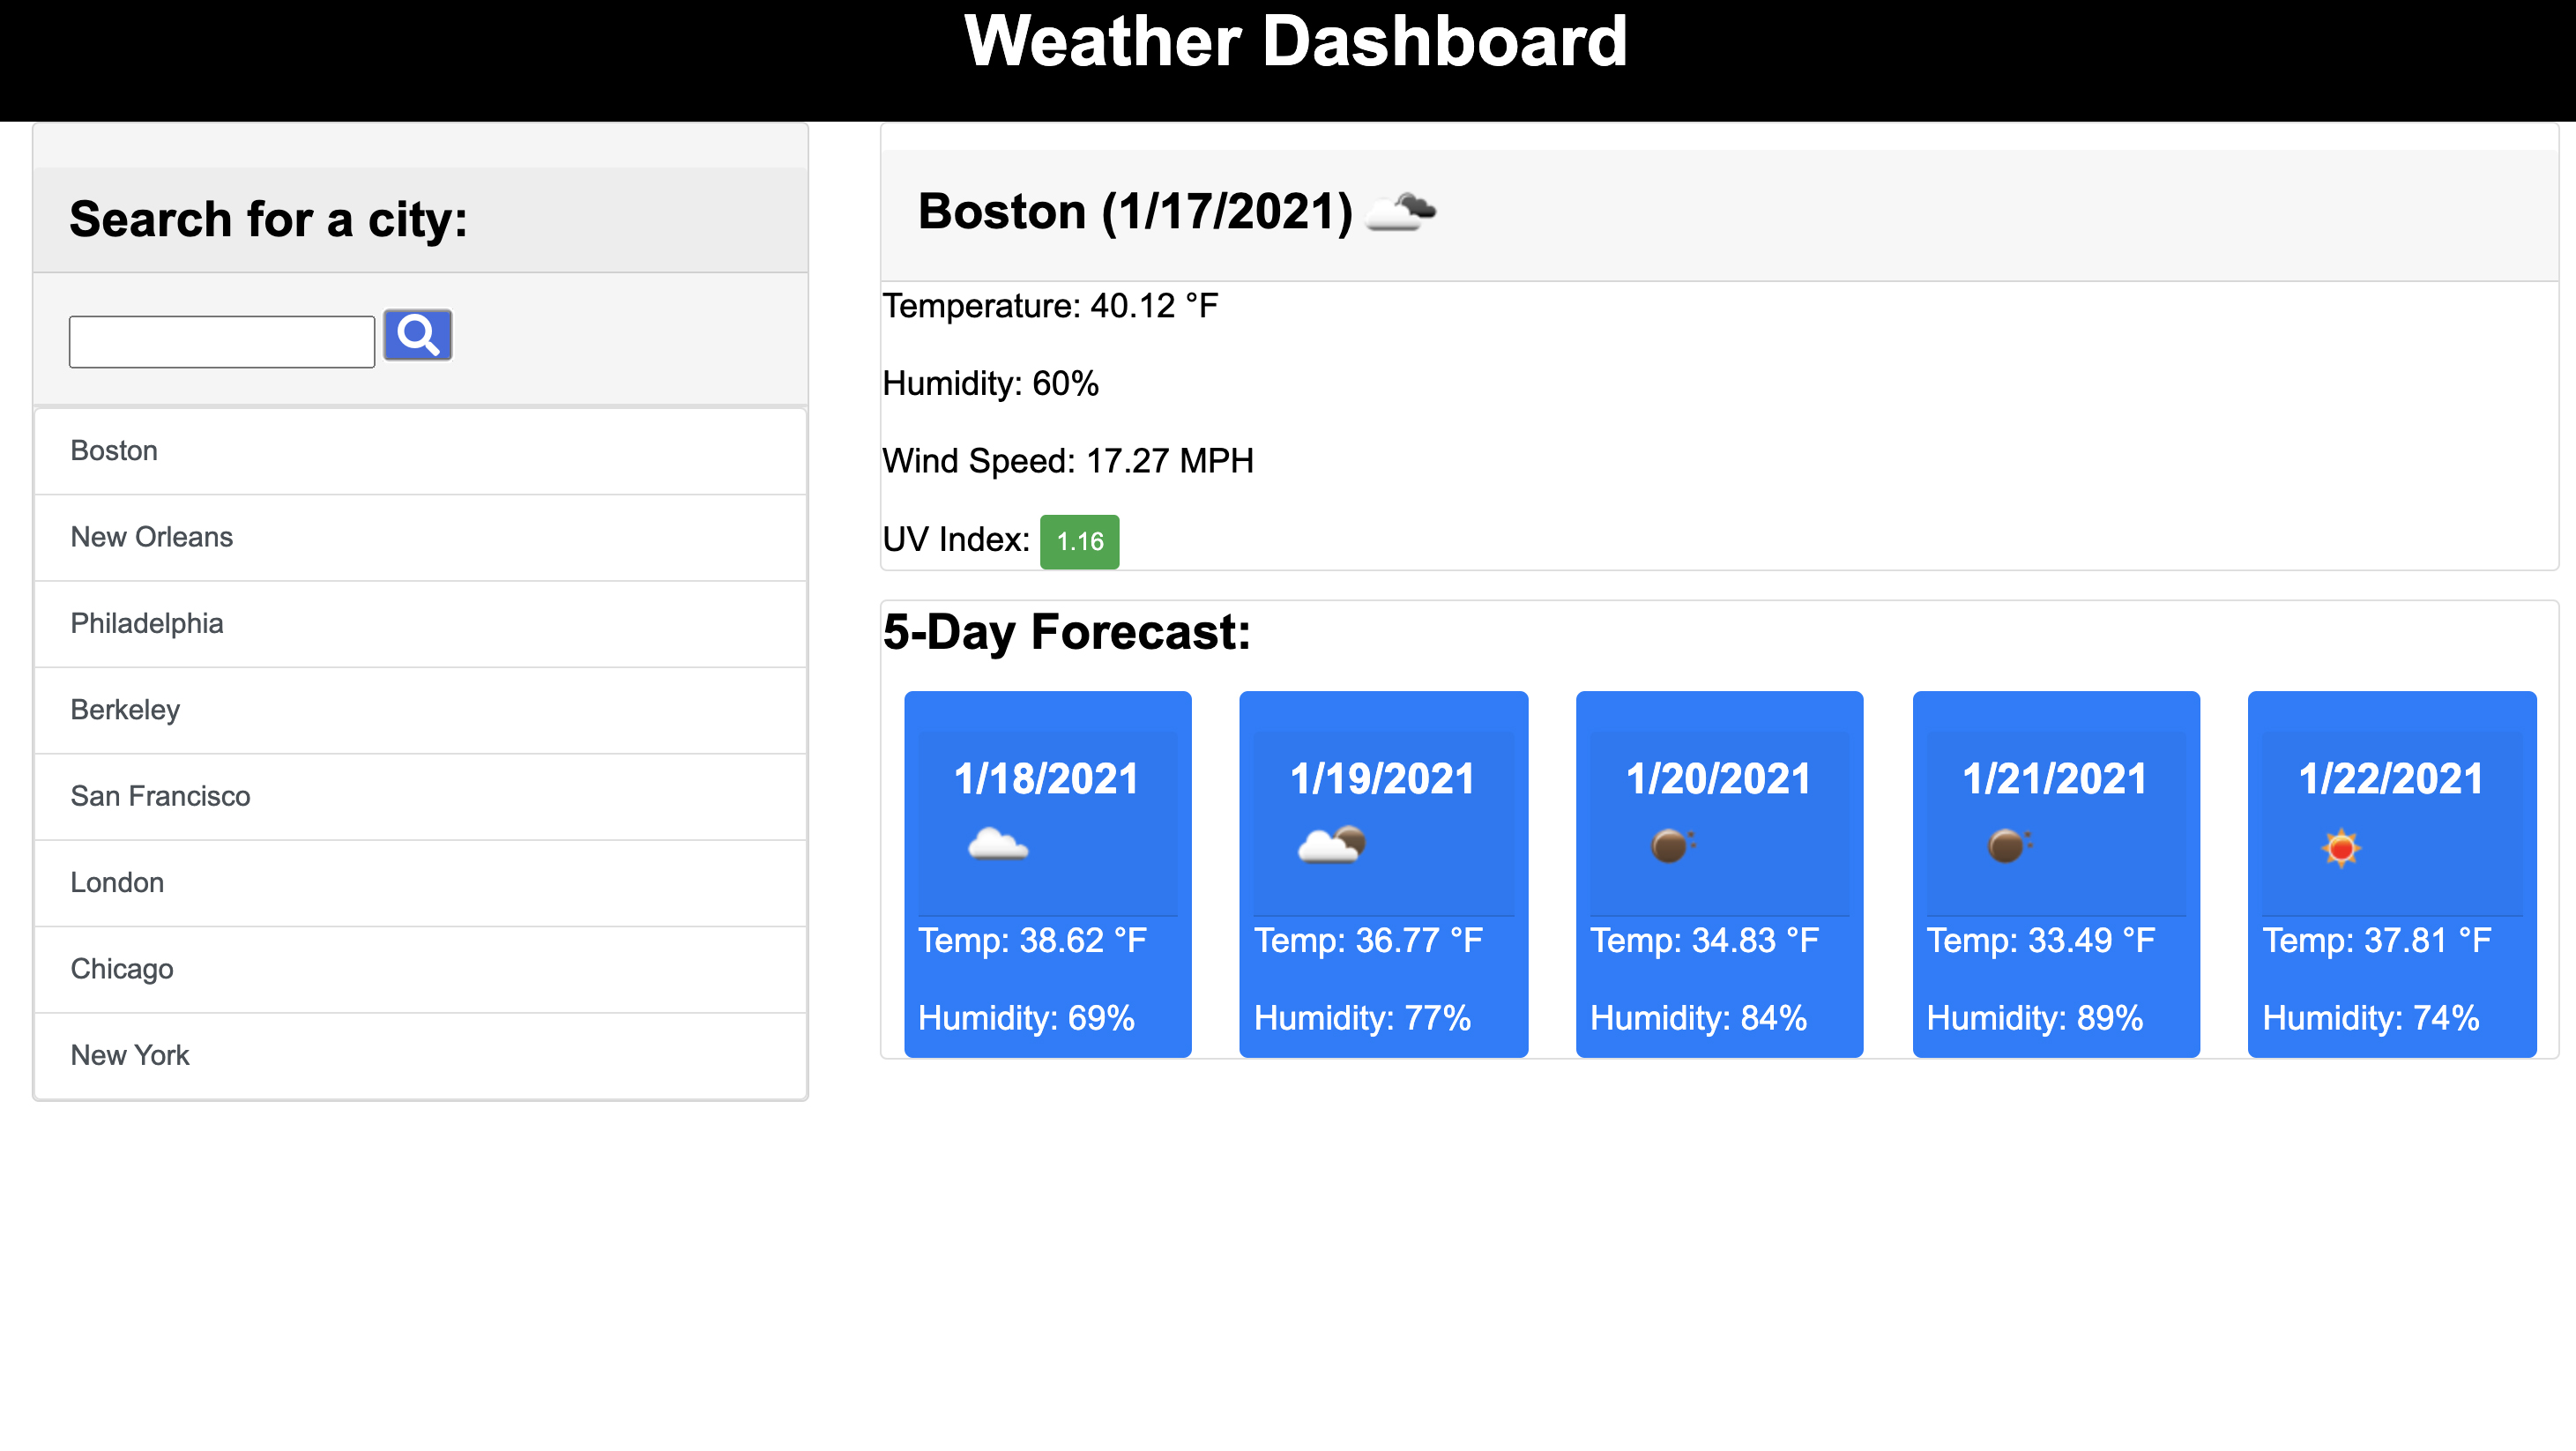 Weather Dashboard
Search for a city:
Boston
New Orleans
Philadelphia
Berkeley
San Francisco
London
Chicago
New York
Boston (1/17/2021)
Temperature: 40.12 °F
Humidity: 60%
Wind Speed: 17.27 MPH
UV Index: 1.16
5-Day Forecast:
1/18/2021
Temp: 38.62 °F
Humidity: 69%
1/19/2021
Temp: 36.77 °F
Humidity: 77%
1/20/2021
Temp: 34.83 °F
Humidity: 84%
1/21/2021
Temp: 33.49 °F
Humidity: 89%
1/22/2021
Temp: 37.81 °F
Humidity: 74%